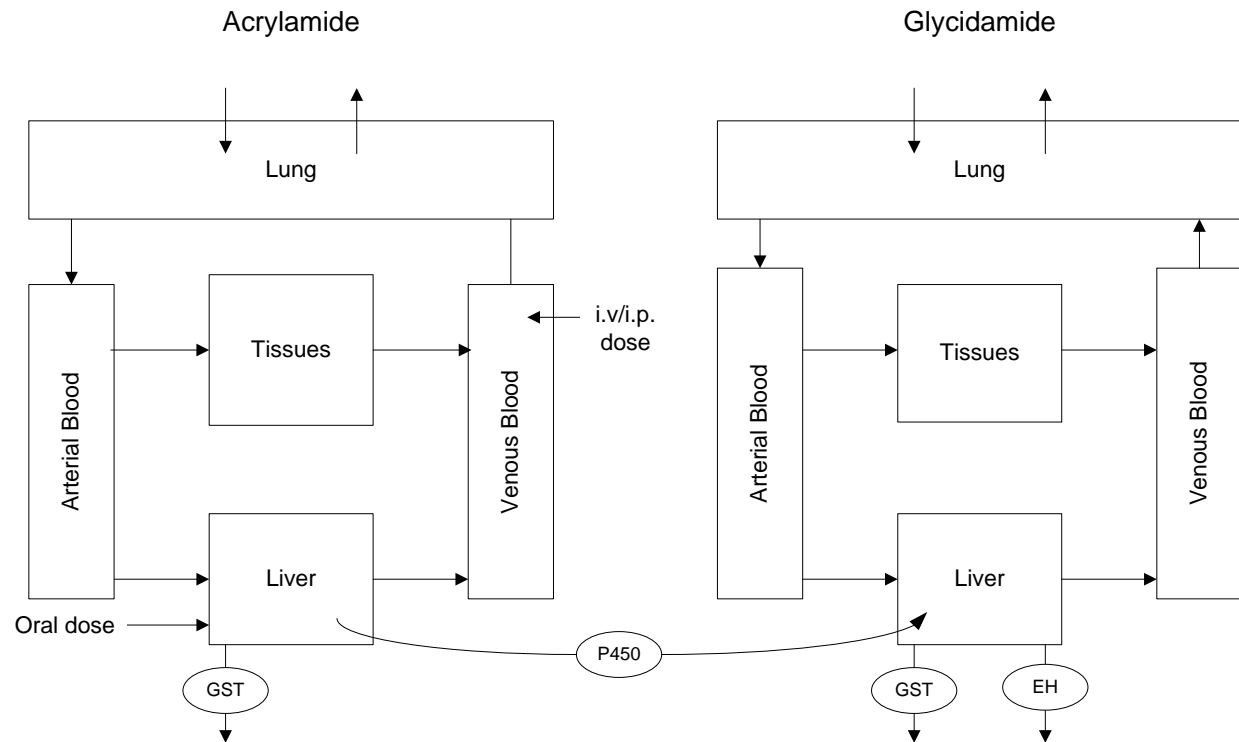 Acrylamide
Glycidamide
Lung
Lung
Arterial Blood
Tissues
Venous Blood
i.v/i.p.
dose
Arterial Blood
Tissues
Venous Blood
Liver
Liver
Oral dose
P450
GST
GST
EH